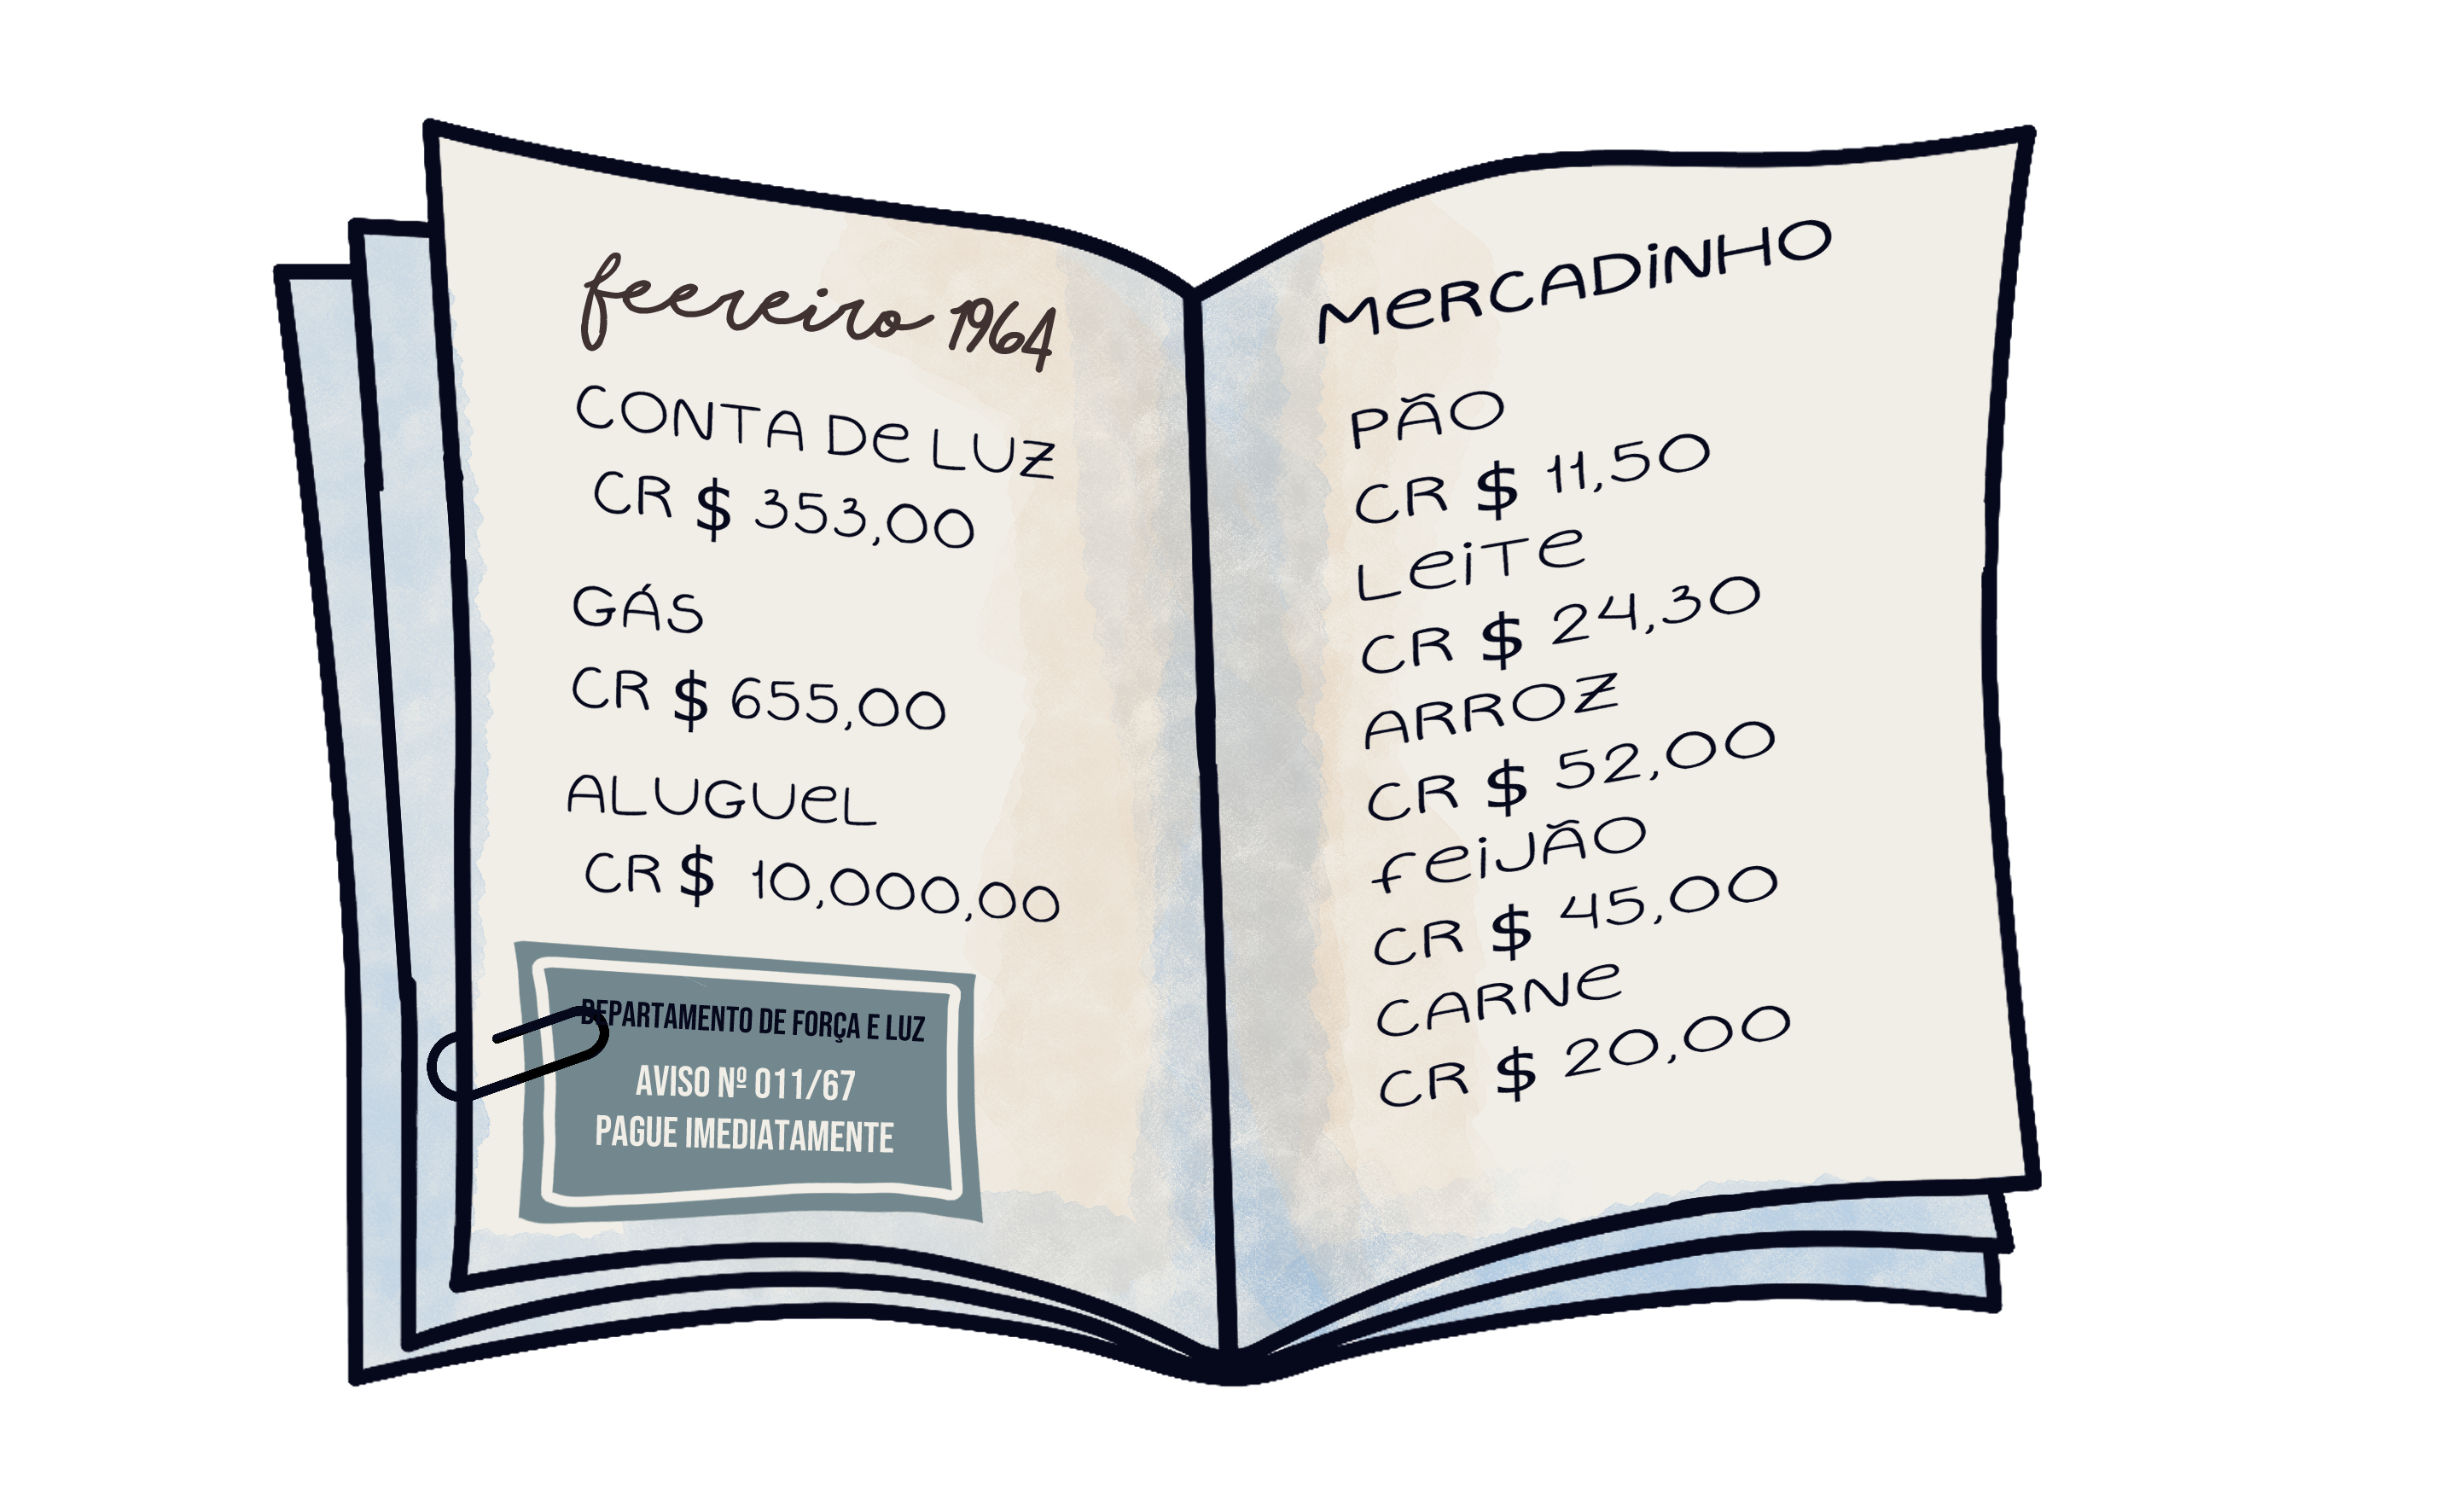 feereiro 1964
CONTA De LUZ
CR $ 353,00
GÁS
CR $ 655,00
ALUGUeL
CR $ 10,000,00
DEPARTAMENTO DE FORÇA E LUZ
AVISO Nº 011/67
PAGUE IMEDIATAMENTE
MeRCADiNHO
PÃO
CR $ 11,50
LeiTe
CR $ 24,30
ARROZ
CR $ 52,00
feiJÃO
CR $ 45,00
CARNe
CR $ 20,00